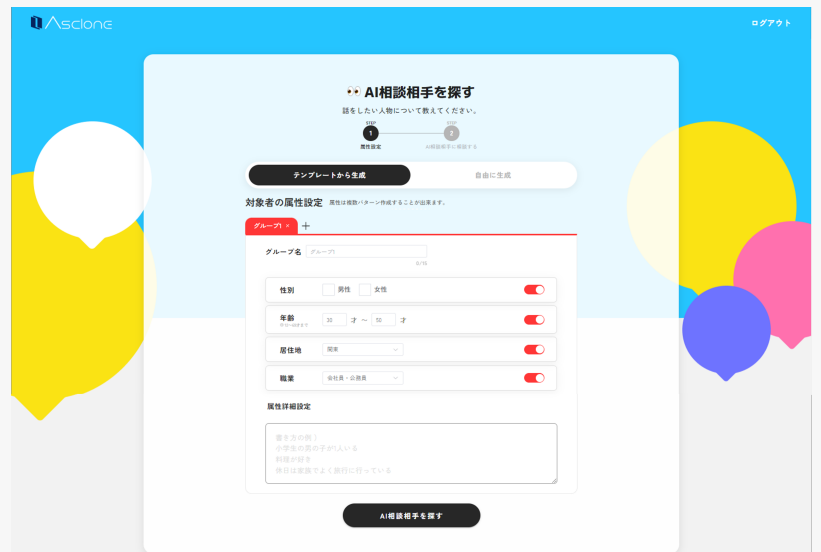 Asclone
ログアウト
AI相談相手を探す
話をしたい人物について教えてください。
STEP
1
属性設定
STEP
2
AI相談相手に相談する
テンプレートから生成
自由に生成
対象者の属性設定 属性は複数パターン作成することが出来ます。
グループ1 × +
グループ名 グループ1
0/10
性別 男性 女性
年齢 30 才 〜 50 才
居住地 関東
職業 会社員・公務員
属性詳細設定
書き方の例：
小学生の男の子が1人いる
料理が好き
休日は家族でよく旅行に行っている
AI相談相手を探す